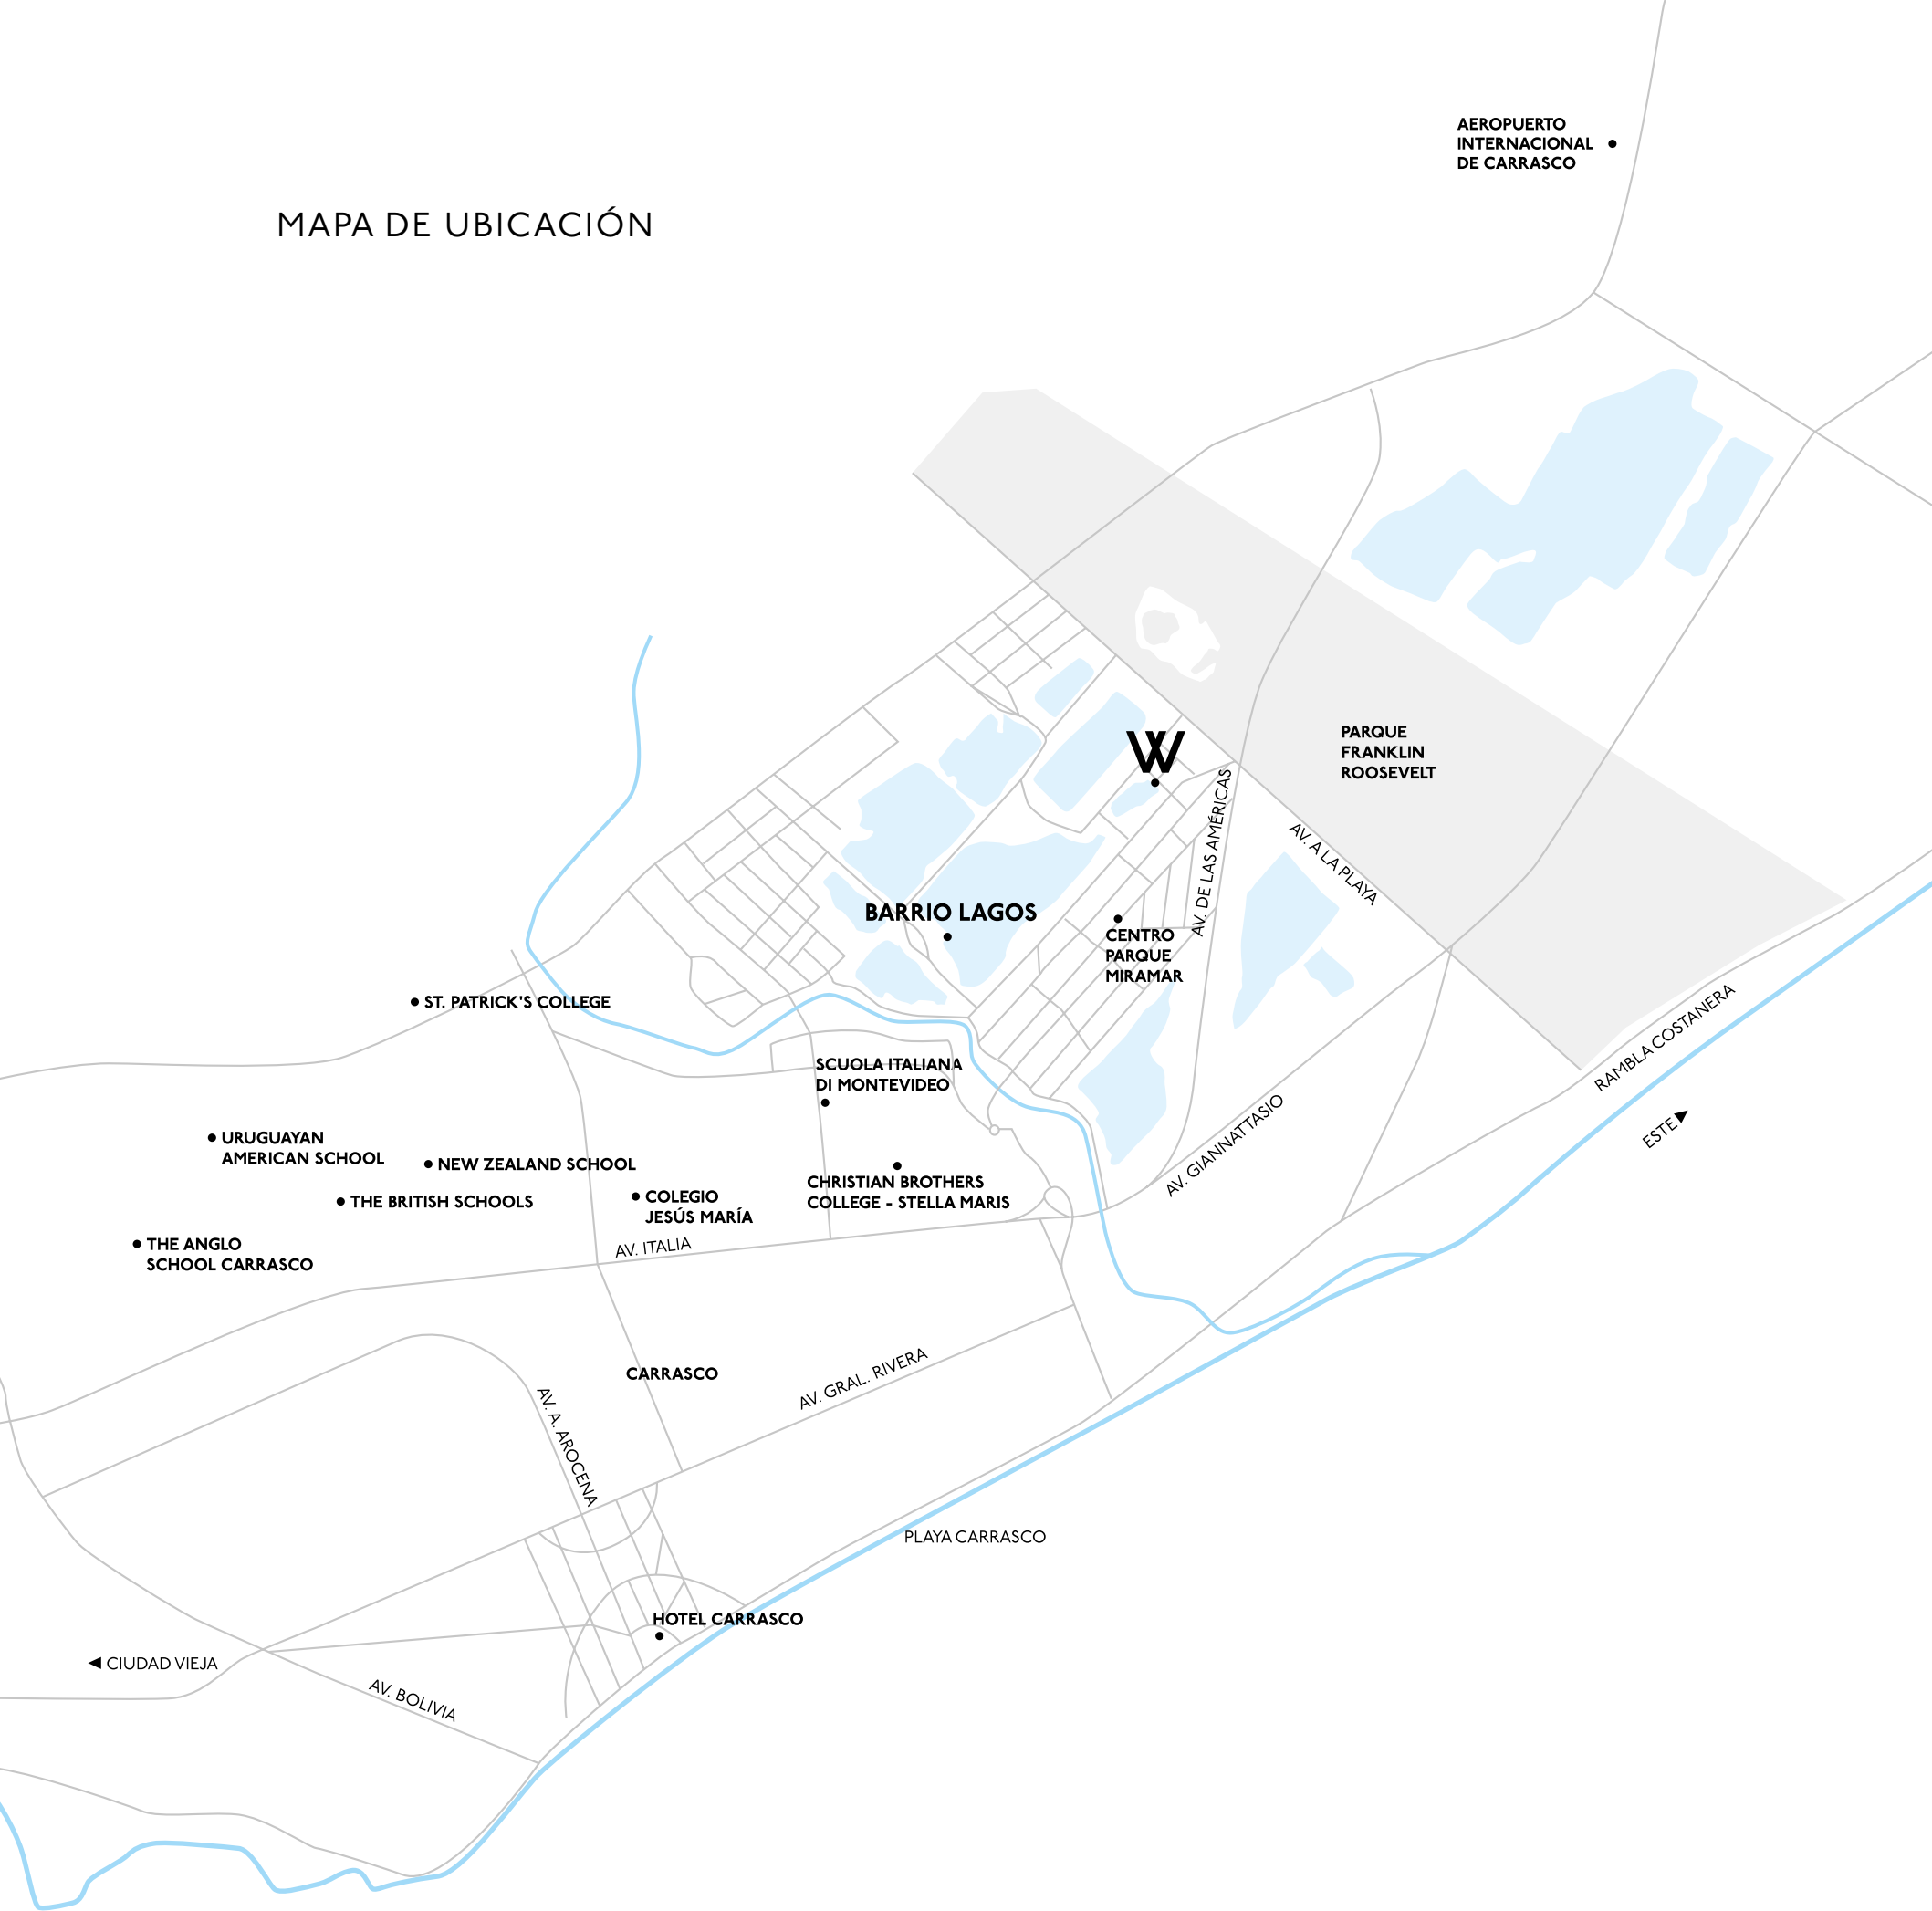 AEROPUERTO
INTERNACIONAL
DE CARRASCO
MAPA DE UBICACIÓN
PARQUE
FRANKLIN
ROOSEVELT
W
AV. DE LAS AMÉRICAS
AV. A LA PLAYA
BARRIO LAGOS
CENTRO
PARQUE
MIRAMAR
ST. PATRICK'S COLLEGE
RAMBLA COSTANERA
SCUOLA ITALIANA
DI MONTEVIDEO
ESTE
AV. GIANNATTASIO
URUGUAYAN
AMERICAN SCHOOL
NEW ZEALAND SCHOOL
CHRISTIAN BROTHERS
COLLEGE - STELLA MARIS
THE BRITISH SCHOOLS
COLEGIO
JESÚS MARÍA
THE ANGLO
SCHOOL CARRASCO
AV. ITALIA
CARRASCO
AV. GRAL. RIVERA
AV. A. AROCENA
PLAYA CARRASCO
HOTEL CARRASCO
CIUDAD VIEJA
AV. BOLIVIA